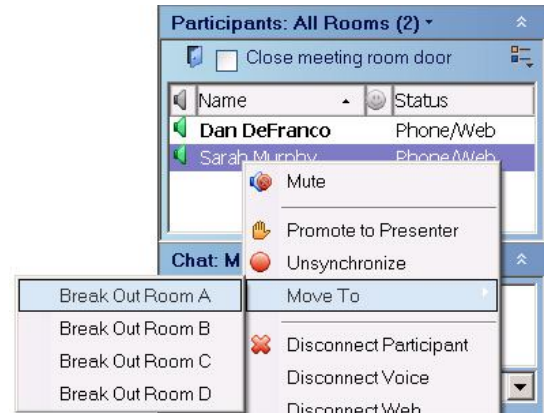 Participants: All Rooms (2)
Close meeting room door
Name Status
Dan DeFranco Phone/Web
Sarah Murphy Phone/Web
Mute
Promote to Presenter
Chat: M
Unsynchronize
Move To
Break Out Room A
Break Out Room B
Break Out Room C
Break Out Room D
Disconnect Participant
Disconnect Voice
Disconnect Web